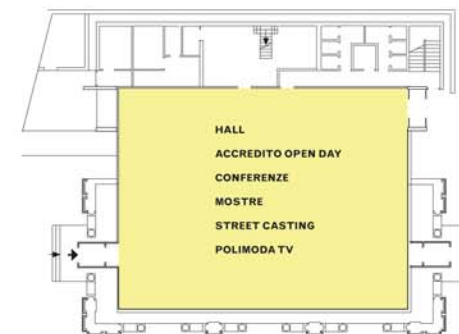 HALL
ACCREDITO OPEN DAY
CONFERENZE
MOSTRE
STREET CASTING
POLIMODA TV